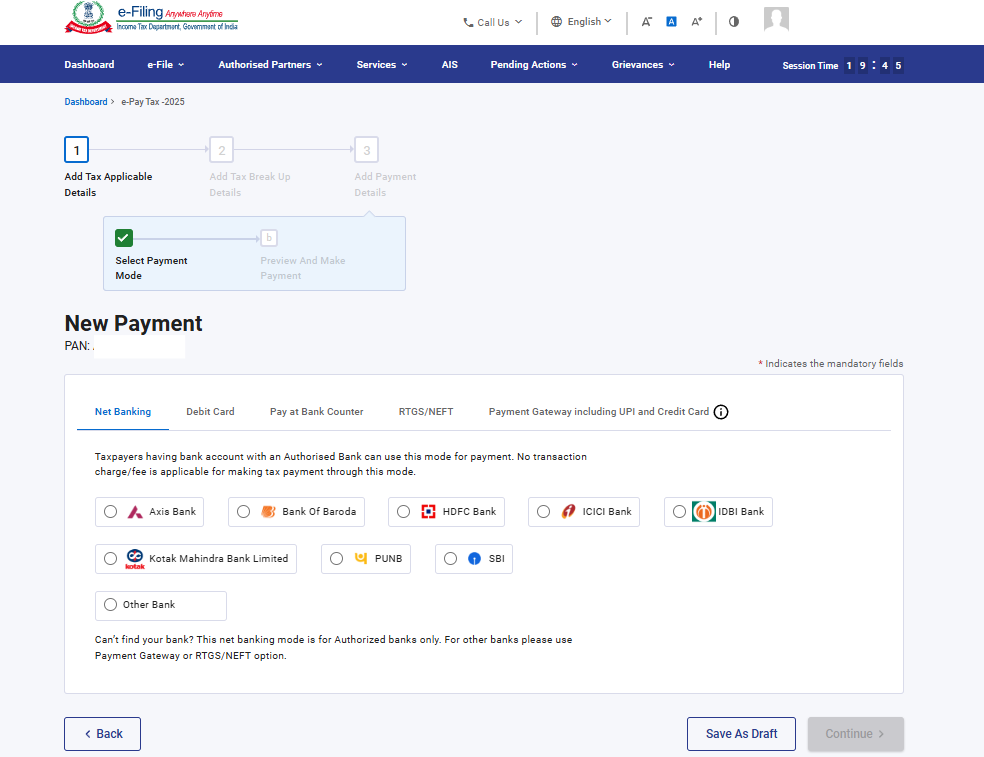 e-Filing Anywhere Anytime
Income Tax Department, Government of India
Call Us
English
A-
A
A+
Dashboard e-File Authorised Partners Services AIS Pending Actions Grievances Help Session Time 1 9 : 4 5
Dashboard > e-Pay Tax -2025
1 2 3
Add Tax Applicable Details
Add Tax Break Up Details
Add Payment Details
b
Select Payment Mode
Preview And Make Payment
New Payment
PAN:
* Indicates the mandatory fields
Net Banking Debit Card Pay at Bank Counter RTGS/NEFT Payment Gateway including UPI and Credit Card
Taxpayers having bank account with an Authorised Bank can use this mode for payment. No transaction
charge/fee is applicable for making tax payment through this mode.
Axis Bank Bank Of Baroda HDFC Bank ICICI Bank IDBI Bank
kotak Kotak Mahindra Bank Limited PUNB SBI
Other Bank
Can't find your bank? This net banking mode is for Authorized banks only. For other banks please use
Payment Gateway or RTGS/NEFT option.
< Back Save As Draft Continue >